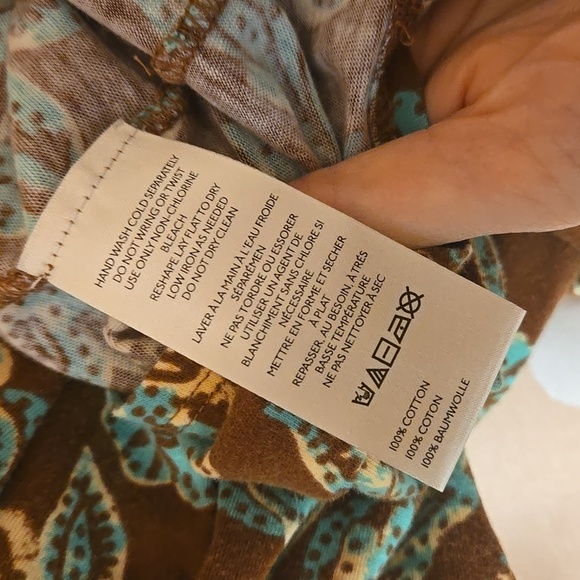 HAND WASH COLD SEPARATELY
DO NOT WRING OR TWIST
USE ONLY NON-CHLORINE
BLEACH
RESHAPE LAY FLAT TO DRY
LOW IRON AS NEEDED
DO NOT DRY CLEAN
LAVER À LA MAIN À L'EAU FROIDE
SEPARÉMEN
NE PAS TORDRE OU ESSORER
UTILISER UN AGENT DE
BLANCHIMENT SANS CHLORE SI
NÉCESSAIRE
METTRE EN FORME ET SECHER
À PLAT
REPASSER, AU BESOIN À TRÉS
BASSE TEMPÉRATURE
NE PAS NETTOYER À SEC
100% COTTON
100% COTON
100% BAUMWOLLE